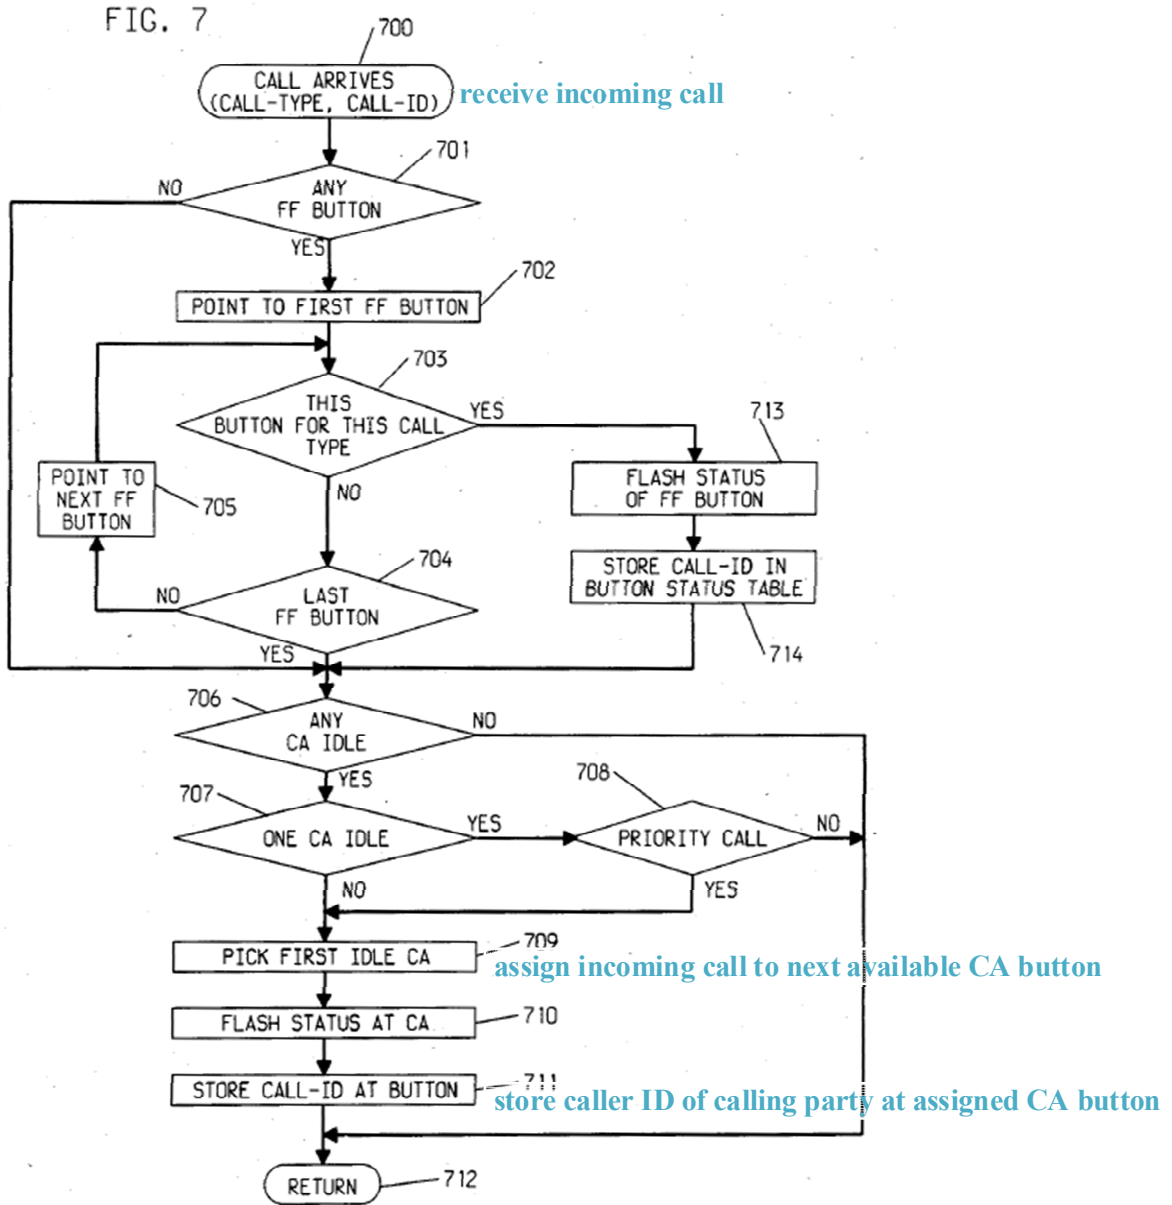 FIG. 7
700
CALL ARRIVES
(CALL-TYPE, CALL-ID)
receive incoming call
701
NO
ANY
FF BUTTON
YES
702
POINT TO FIRST FF BUTTON
703
THIS
BUTTON FOR THIS CALL
TYPE
YES
713
FLASH STATUS
OF FF BUTTON
POINT TO
NEXT FF
BUTTON
705
NO
STORE CALL-ID IN
BUTTON STATUS TABLE
714
704
NO
LAST
FF BUTTON
YES
706
ANY
CA IDLE
NO
YES
707
ONE CA IDLE
YES
708
PRIORITY CALL
NO
NO
YES
709
PICK FIRST IDLE CA
assign incoming call to next available CA button
FLASH STATUS AT CA
710
711
STORE CALL-ID AT BUTTON
store caller ID of calling party at assigned CA button
RETURN
712